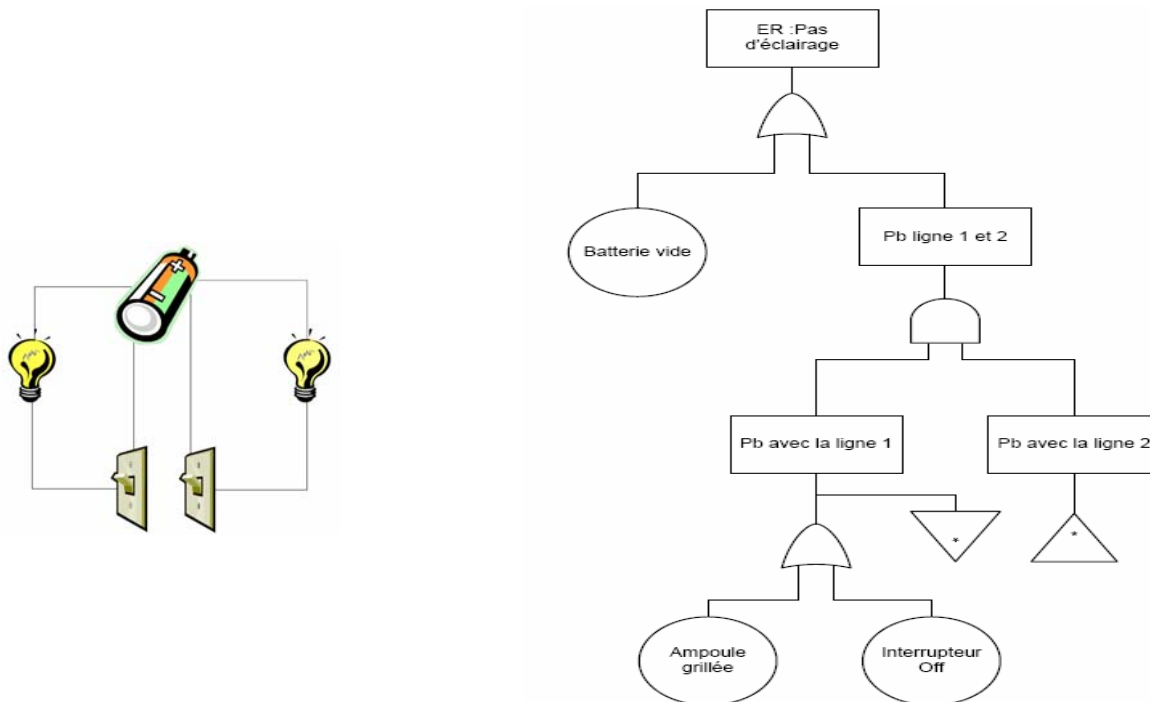 ER :Pas
d'éclairage
Batterie vide
Pb ligne 1 et 2
Pb avec la ligne 1
Pb avec la ligne 2
*
*
Ampoule
grillée
Interrupteur
Off